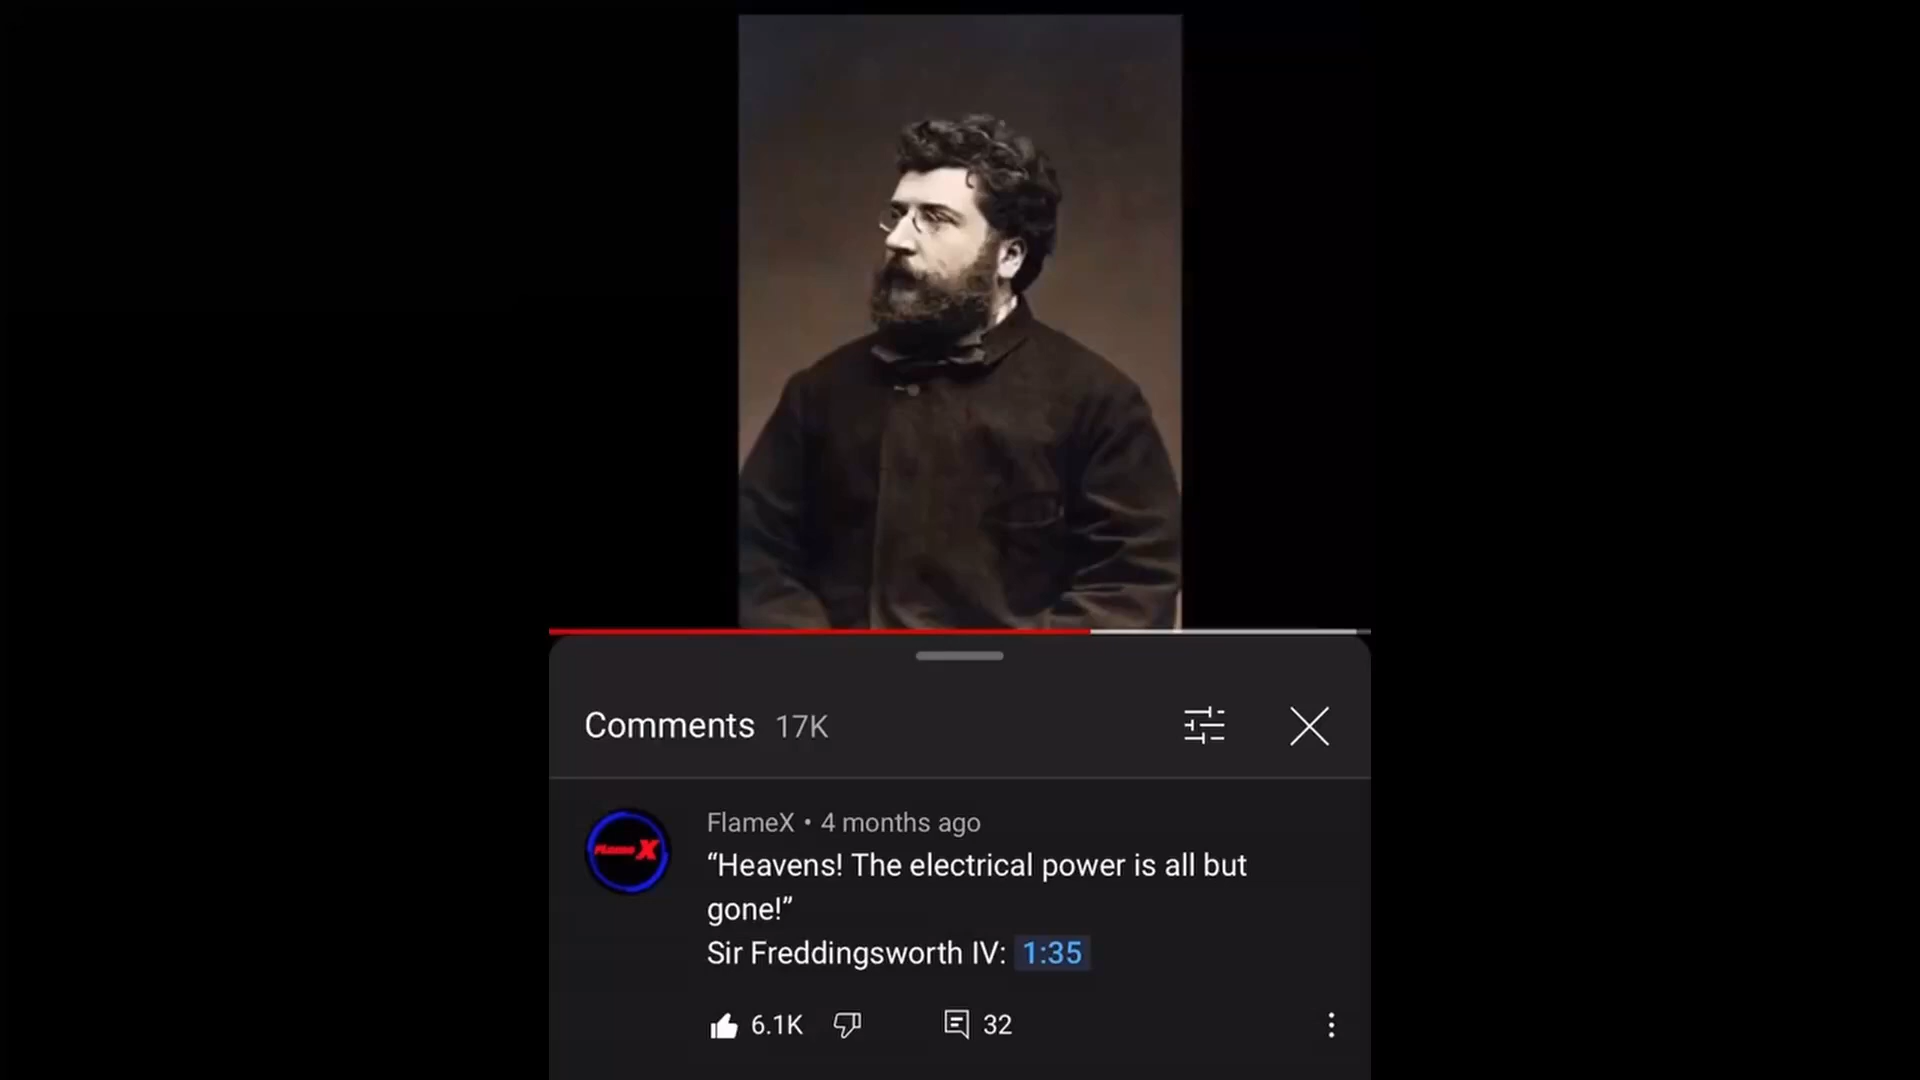 Comments 17K
FlameX
FlameX • 4 months ago
“Heavens! The electrical power is all but
gone!”
Sir Freddingsworth IV: 1:35
6.1K 32